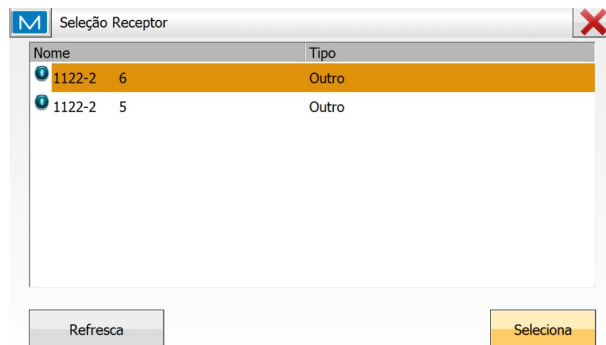 Seleção Receptor
Nome Tipo
1122-2 6 Outro
1122-2 5 Outro
Refresca Seleciona